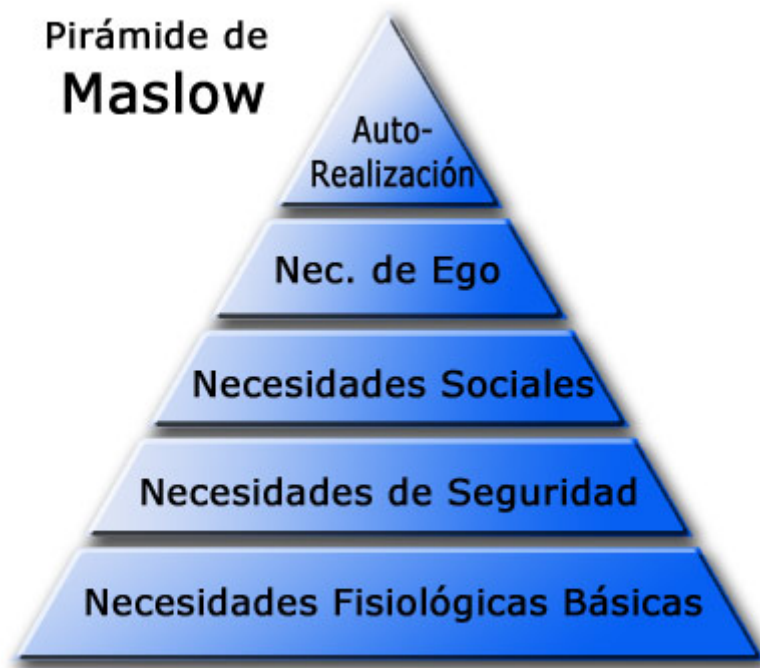 Pirámide de
Maslow
Auto-
Realización
Nec. de Ego
Necesidades Sociales
Necesidades de Seguridad
Necesidades Fisiológicas Básicas